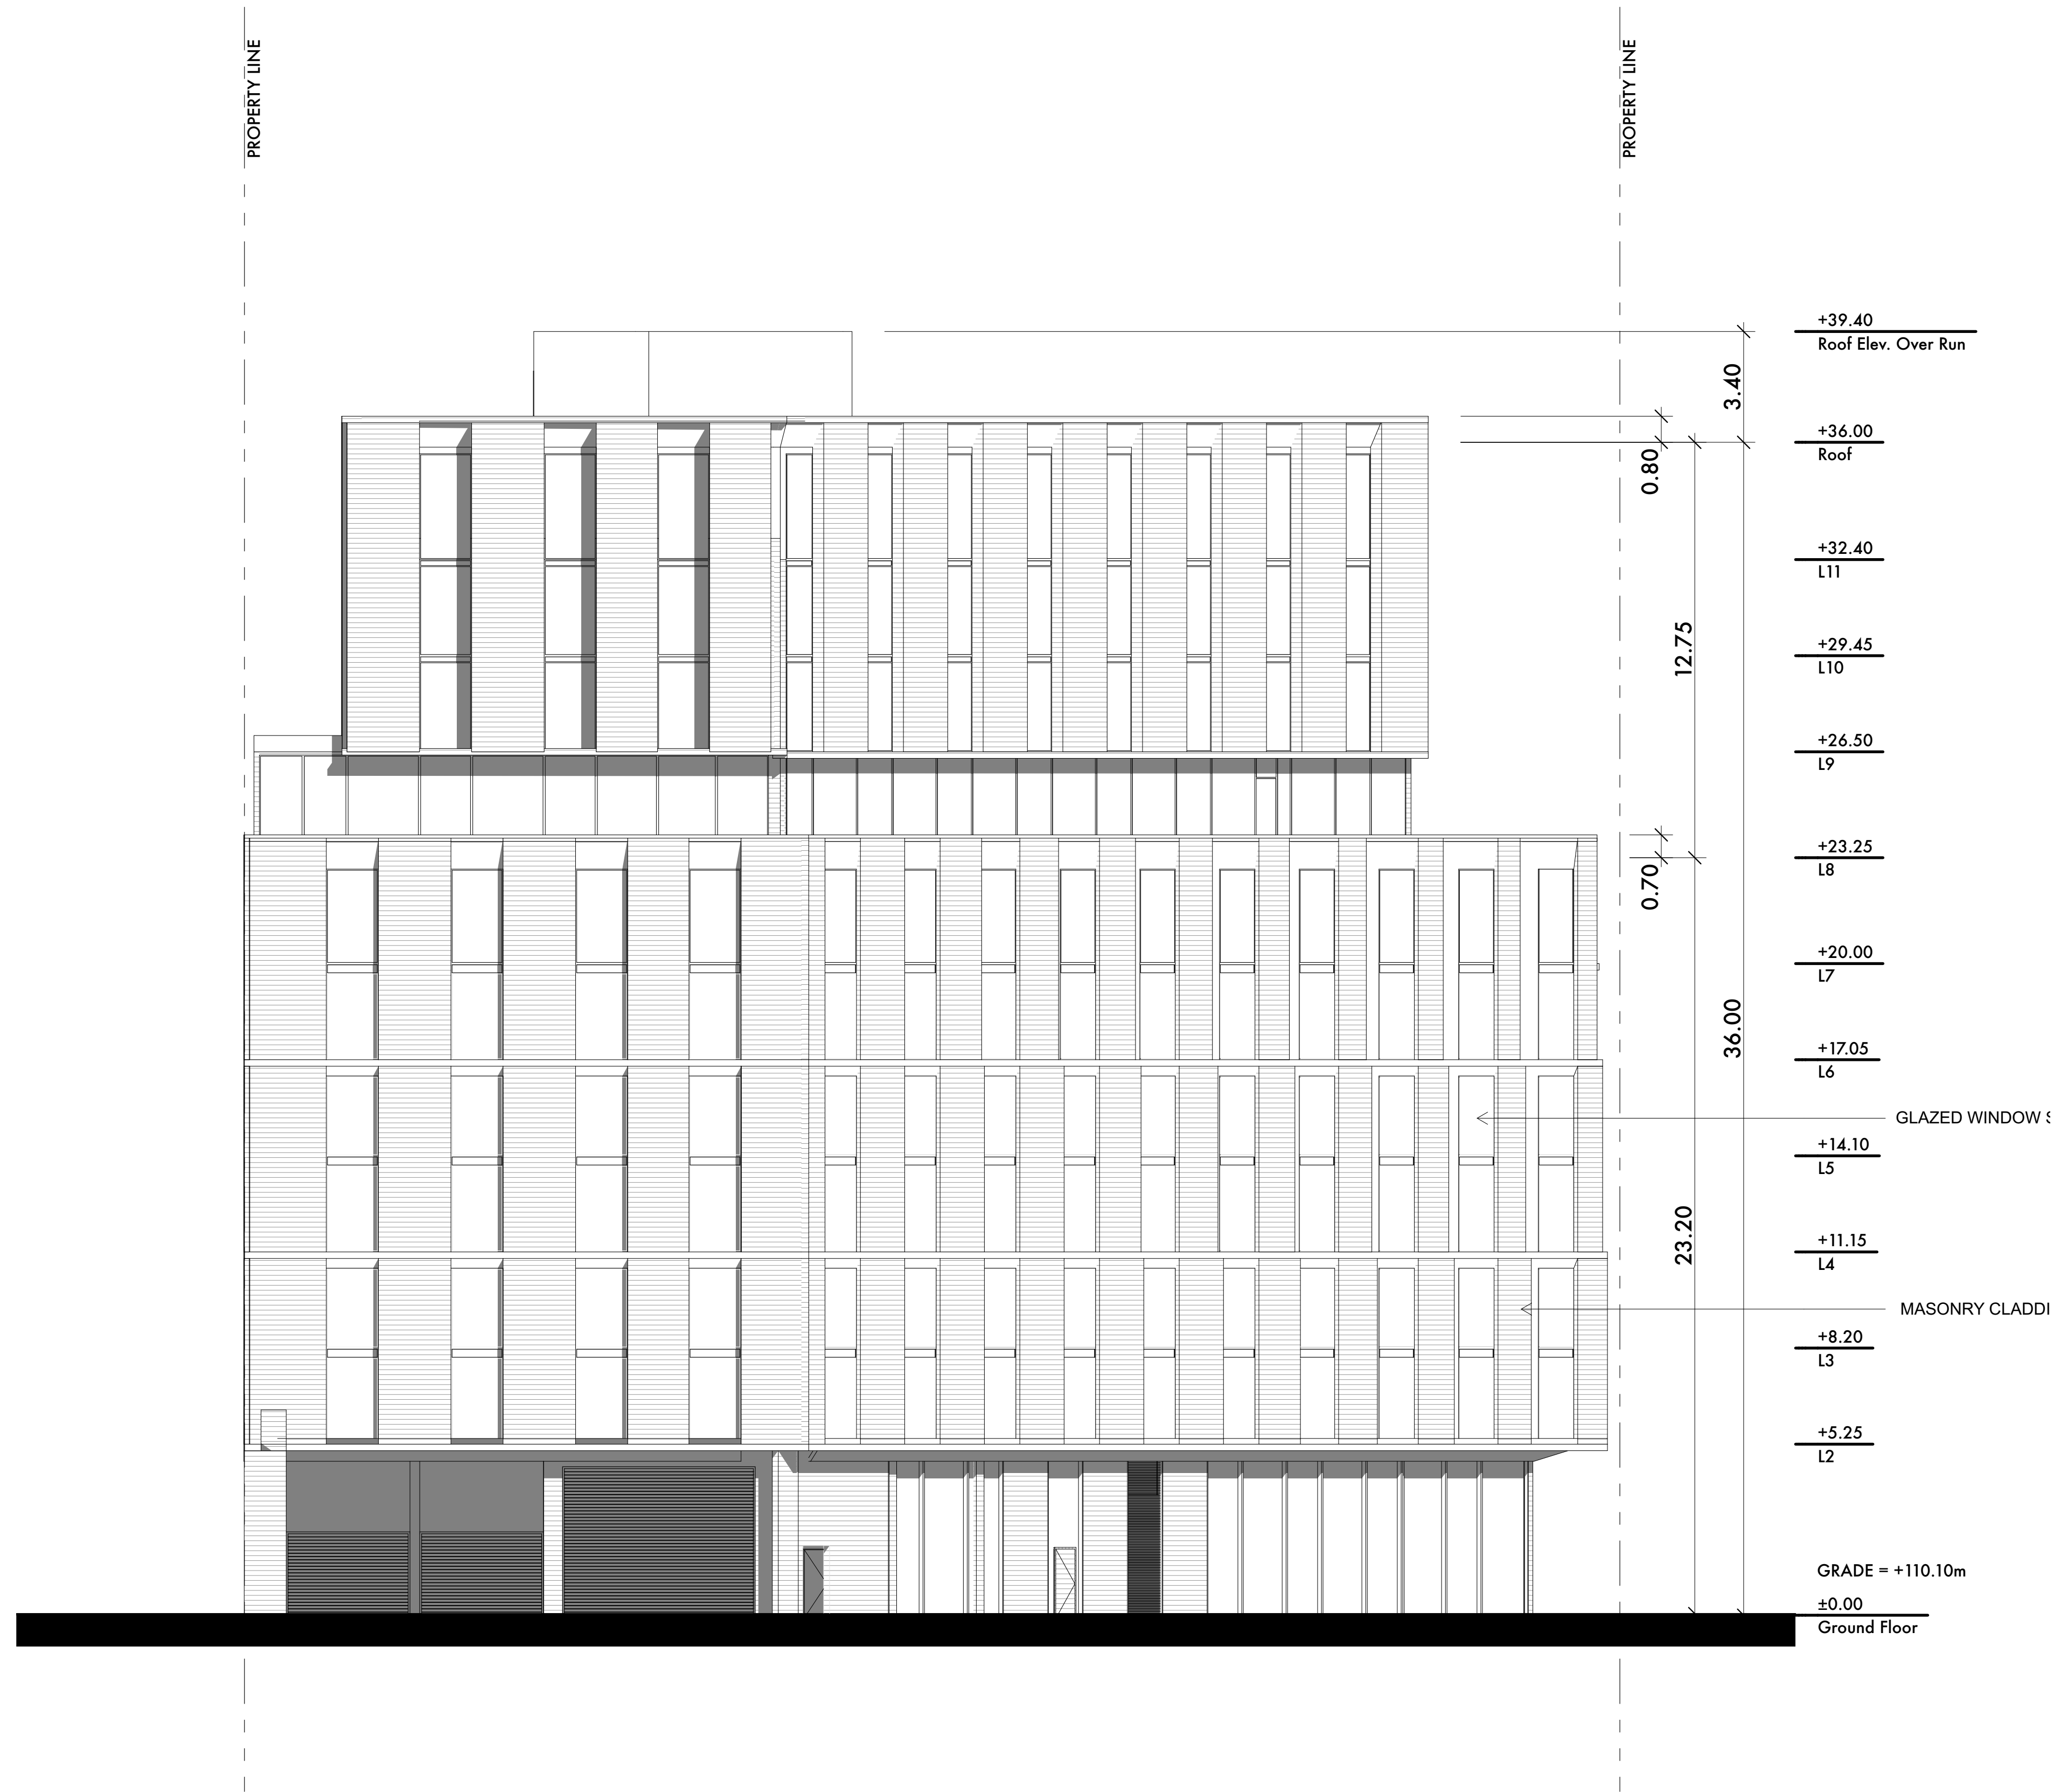 PROPERTY LINE
PROPERTY LINE
+39.40
Roof Elev. Over Run
3.40
+36.00
Roof
0.80
+32.40
L11
12.75
+29.45
L10
+26.50
L9
+23.25
L8
0.70
+20.00
L7
36.00
+17.05
L6
GLAZED WINDOW
+14.10
L5
23.20
+11.15
L4
MASONRY CLADDI
+8.20
L3
+5.25
L2
GRADE = +110.10m
±0.00
Ground Floor